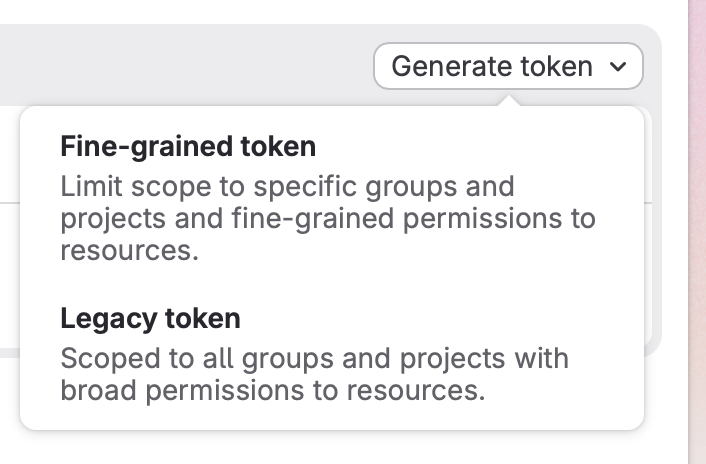 Generate token
Fine-grained token
Limit scope to specific groups and
projects and fine-grained permissions to
resources.
Legacy token
Scoped to all groups and projects with
broad permissions to resources.